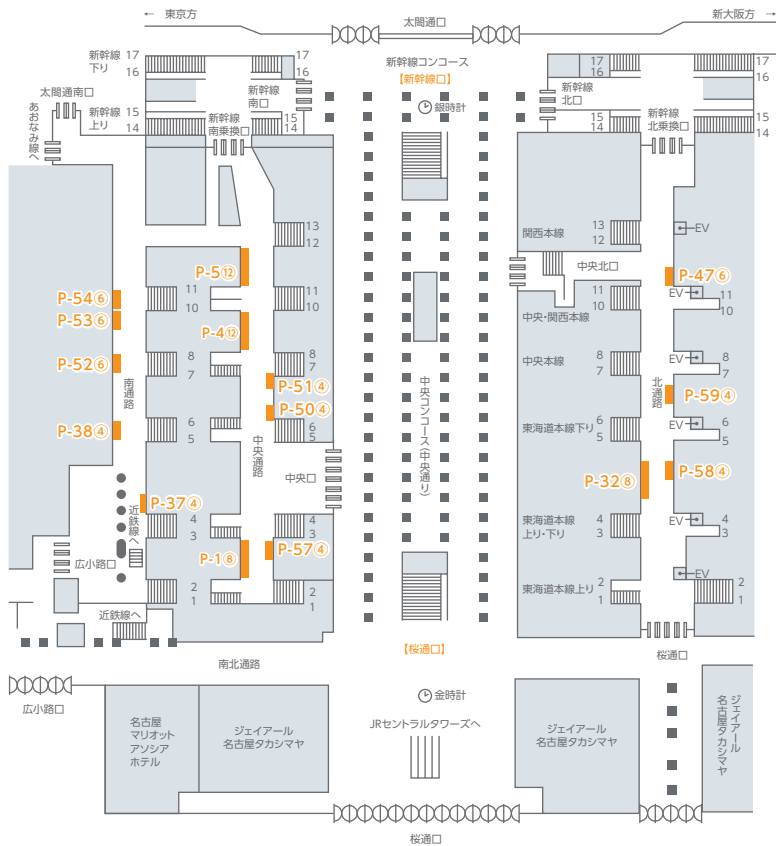 ← 東京方
太閤通口
新大阪方 →
新幹線 17
下り
16
17
16
新幹線コンコース
【新幹線口】
17
16
17
16
太閤通南口
新幹線
南口
銀時計
新幹線
北口
あおなみ線へ
新幹線 15
上り
14
15
14
新幹線
南乗換口
15
14
新幹線
北乗換口
15
14
13
12
関西本線
13
12
EV
中央北口
P-5⑫
P-47⑥
P-54⑥
P-53⑥
11
10
11
10
11
10
中央・関西本線
EV
11
10
P-4⑫
P-52⑥
8
7
8
7
中央本線
8
7
EV
8
7
P-51④
P-50④
P-59④
南通路
中央通路
中央コンコース(中央通り)
北通路
P-38④
6
5
6
5
東海道本線下り
6
5
EV
6
5
中央口
P-58④
P-32⑧
P-37④
近鉄線へ
4
3
4
3
東海道本線
上り・下り
4
3
EV
4
3
P-1⑧
P-57④
広小路口
EV
2
1
2
1
東海道本線上り
2
1
2
1
近鉄線へ
【桜通口】
桜通口
南北通路
広小路口
金時計
JRセントラルタワーズへ
名古屋
マリオット
アソシア
ホテル
ジェイアール
名古屋タカシマヤ
ジェイアール
名古屋タカシマヤ
ジェイアール
名古屋タカシマヤ
桜通口